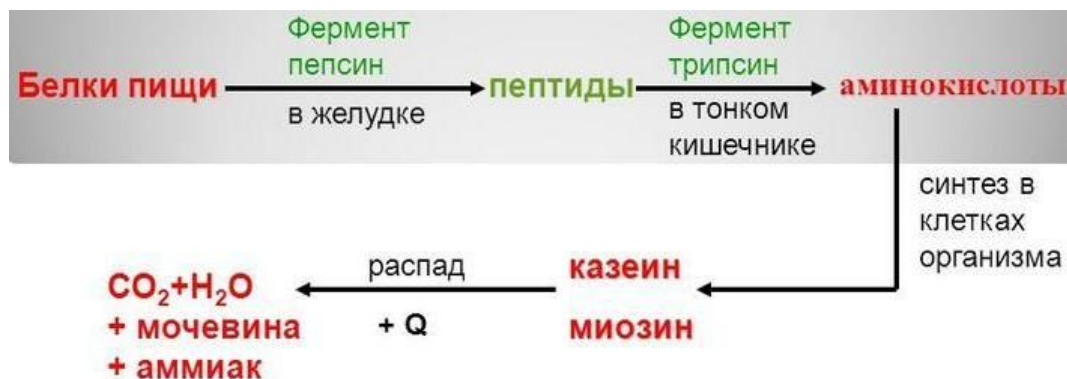 Фермент
пепсин
Фермент
трипсин
Белки пищи
пептиды
аминокислоты
в желудке
в тонком
кишечнике
синтез в
клетках
организма
CO₂+H₂O
+ мочевина
+ аммиак
распад
+ Q
казеин
миозин